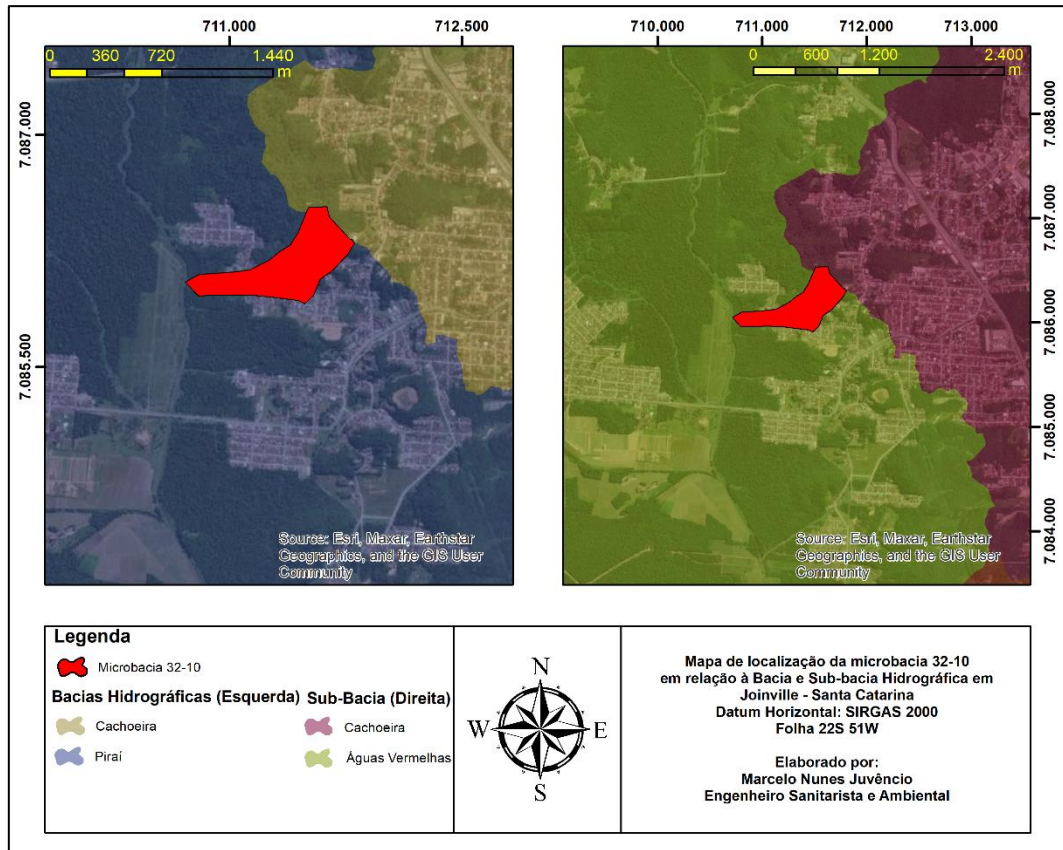 711.000 712.500
0 360 720 1.440
m
7.087.000
7.085.500
Source: Esri, Maxar, Earthstar
Geographics, and the GIS User
Community
710.000 711.000 712.000 713.000
0 600 1.200 2.400
m
7.088.000
7.087.000
7.086.000
7.085.000
7.084.000
Source: Esri, Maxar, Earthstar
Geographics, and the GIS User
Community
Legenda
Microbacia 32-10
Bacias Hidrográficas (Esquerda)
Cachoeira
Piraí
Sub-Bacia (Direita)
Cachoeira
Águas Vermelhas
N
W E
S
Mapa de localização da microbacia 32-10
em relação à Bacia e Sub-bacia Hidrográfica em
Joinville - Santa Catarina
Datum Horizontal: SIRGAS 2000
Folha 22S 51W
Elaborado por:
Marcelo Nunes Juvêncio
Engenheiro Sanitarista e Ambiental